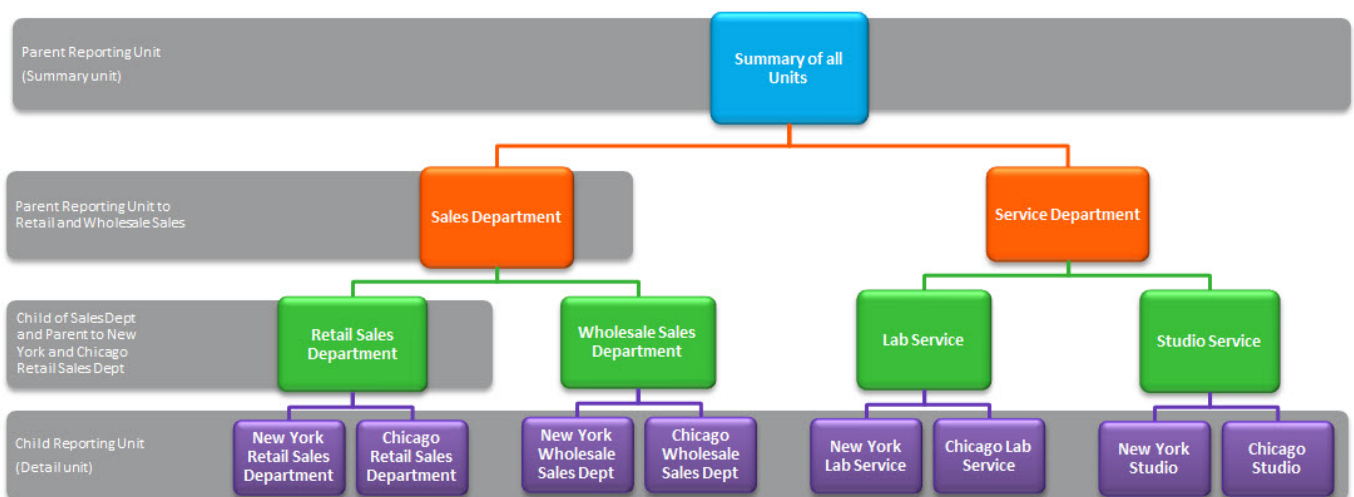 Parent Reporting Unit
(Summary unit)
Summary of all
Units
Parent Reporting Unit to
Retail and Wholesale Sales
Sales Department
Service Department
Child of Sales Dept
and Parent to New
York and Chicago
Retail Sales Dept
Retail Sales
Department
Wholesale Sales
Department
Lab Service
Studio Service
Child Reporting Unit
(Detail unit)
New York
Retail Sales
Department
Chicago
Retail Sales
Department
New York
Wholesale
Sales Dept
Chicago
Wholesale
Sales Dept
New York
Lab Service
Chicago Lab
Service
New York
Studio
Chicago
Studio